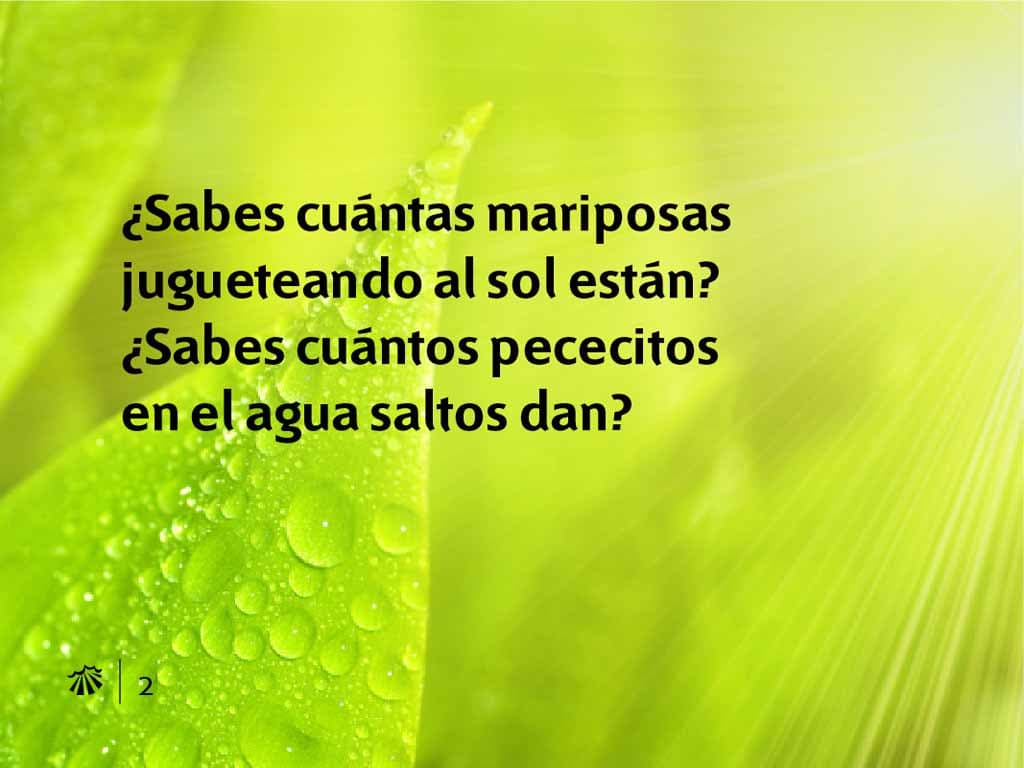 ¿Sabes cuántas mariposas
jugueteando al sol están?
¿Sabes cuántos pececitos
en el agua saltos dan?
2